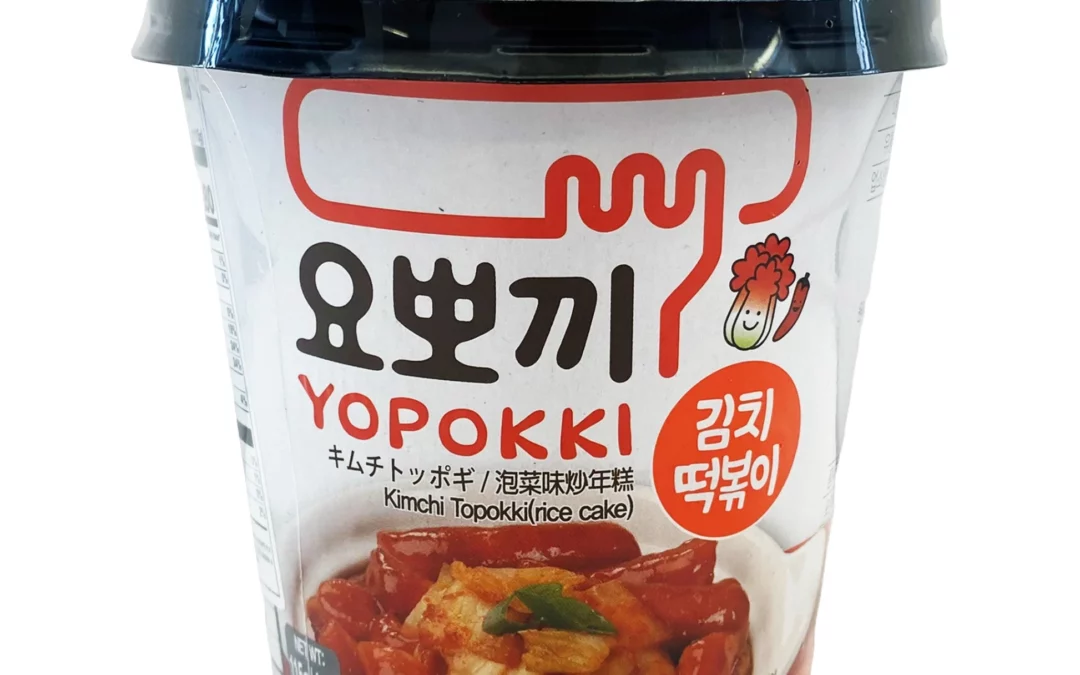 요뽀끼
YOPOKKI
キムチトッポギ / 泡菜味炒年糕
Kimchi Topokki(rice cake)
김치
떡볶이
NET WT: